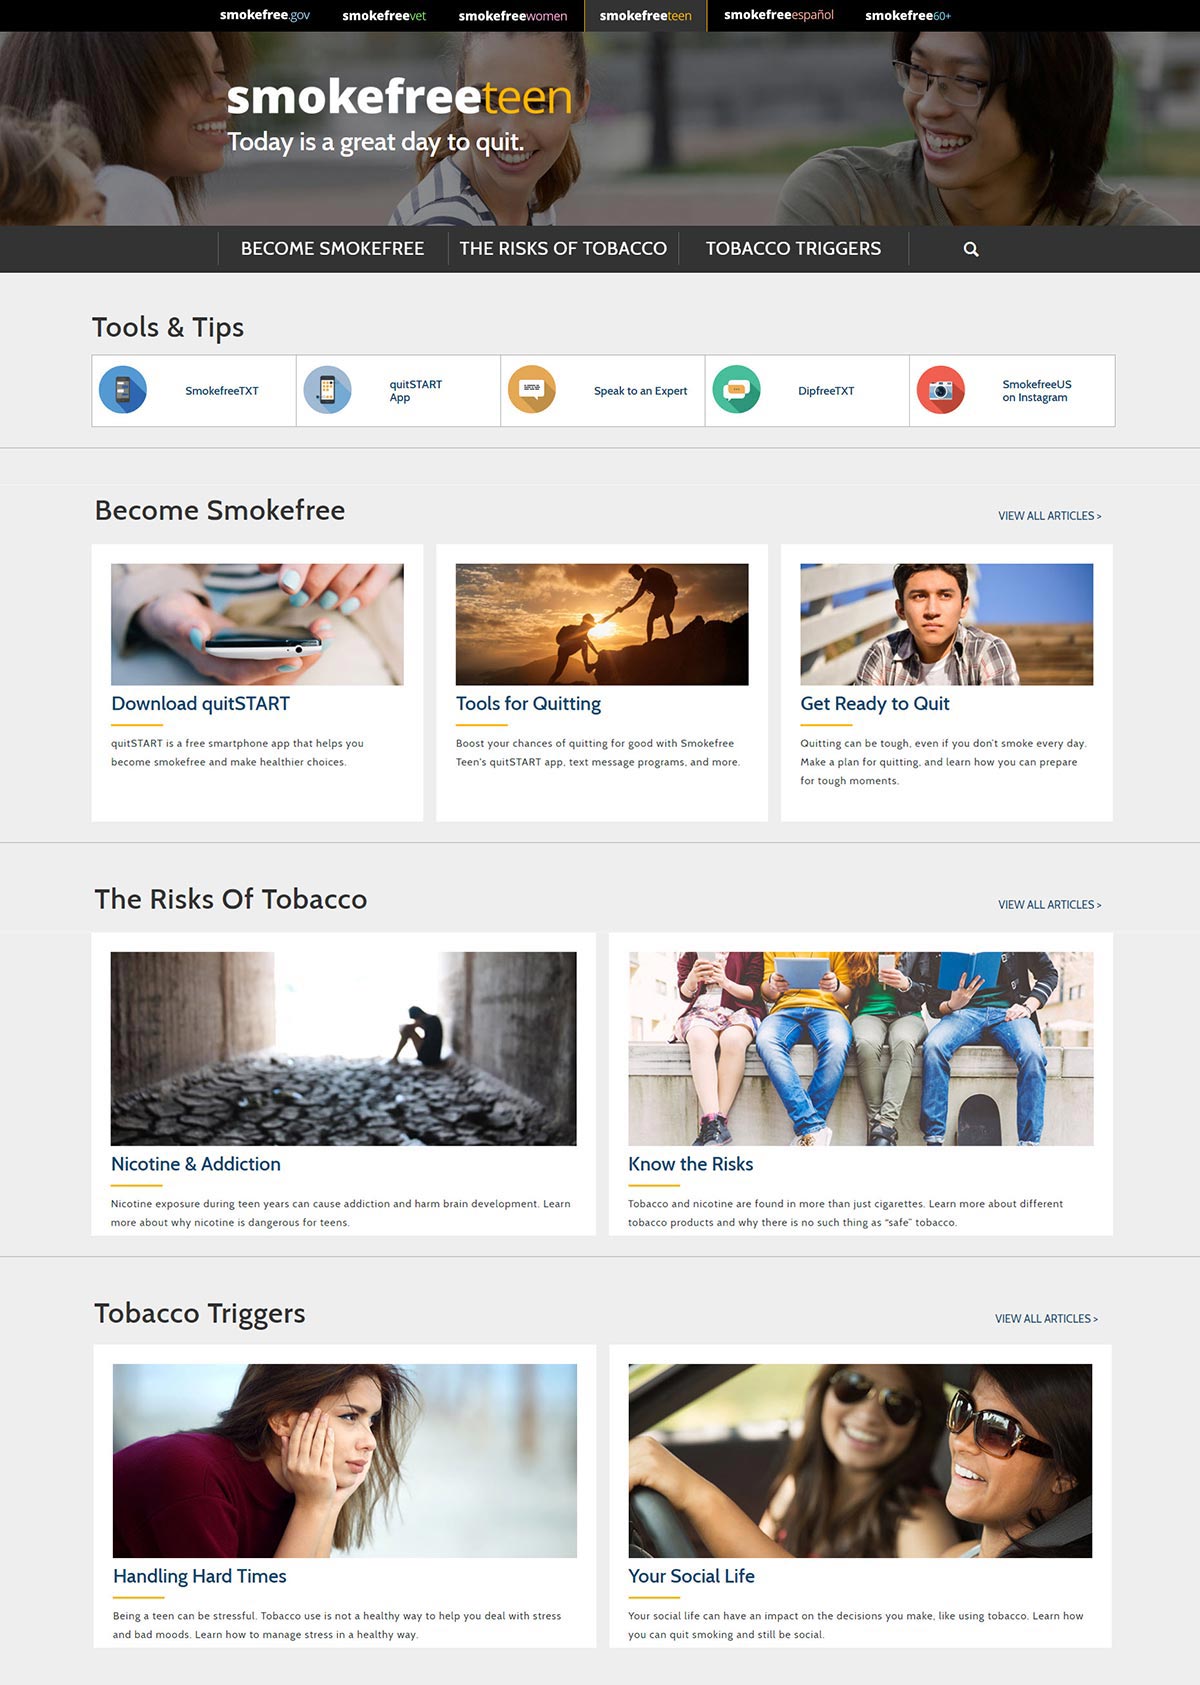 smokefree.gov smokefreevet smokefreewomen smokefreeteen smokefreeespañol smokefree60+
smokefreeteen
Today is a great day to quit.
BECOME SMOKEFREE THE RISKS OF TOBACCO TOBACCO TRIGGERS
Tools & Tips
SmokefreeTXT
quitSTART
App
Speak to an Expert
DipfreeTXT
SmokefreeUS
on Instagram
Become Smokefree
VIEW ALL ARTICLES >
Download quitSTART
quitSTART is a free smartphone app that helps you
become smokefree and make healthier choices.
Tools for Quitting
Boost your chances of quitting for good with Smokefree
Teen's quitSTART app, text message programs, and more.
Get Ready to Quit
Quitting can be tough, even if you don't smoke every day.
Make a plan for quitting, and learn how you can prepare
for tough moments.
The Risks Of Tobacco
VIEW ALL ARTICLES >
Nicotine & Addiction
Nicotine exposure during teen years can cause addiction and harm brain development. Learn
more about why nicotine is dangerous for teens.
Know the Risks
Tobacco and nicotine are found in more than just cigarettes. Learn more about different
tobacco products and why there is no such thing as “safe” tobacco.
Tobacco Triggers
VIEW ALL ARTICLES >
Handling Hard Times
Being a teen can be stressful. Tobacco use is not a healthy way to help you deal with stress
and bad moods. Learn how to manage stress in a healthy way.
Your Social Life
Your social life can have an impact on the decisions you make, like using tobacco. Learn how
you can quit smoking and still be social.